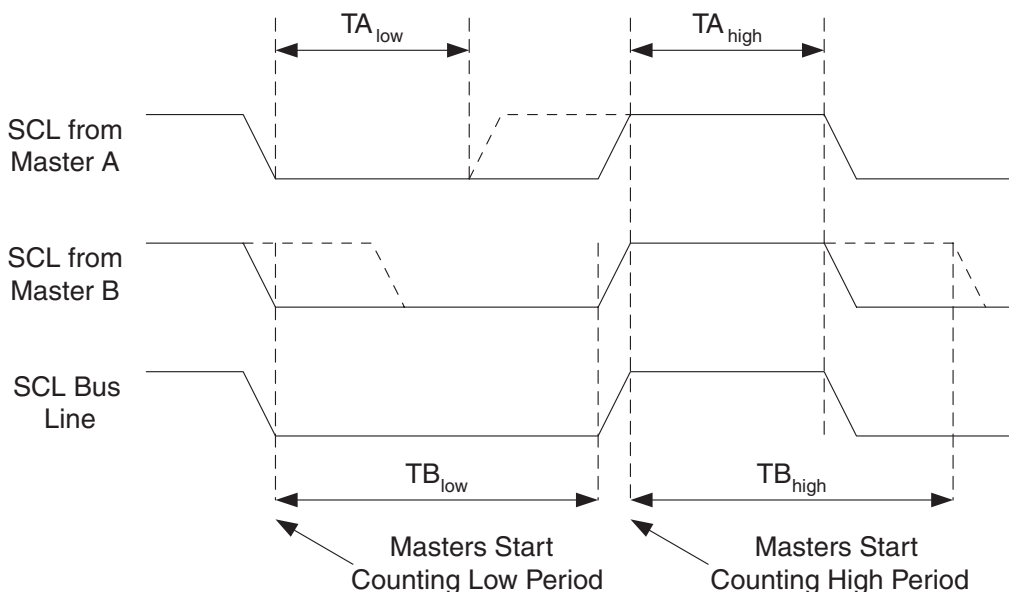 TAlow
TAhigh
SCL from
Master A
SCL from
Master B
SCL Bus
Line
TBlow
TBhigh
Masters Start
Counting Low Period
Masters Start
Counting High Period